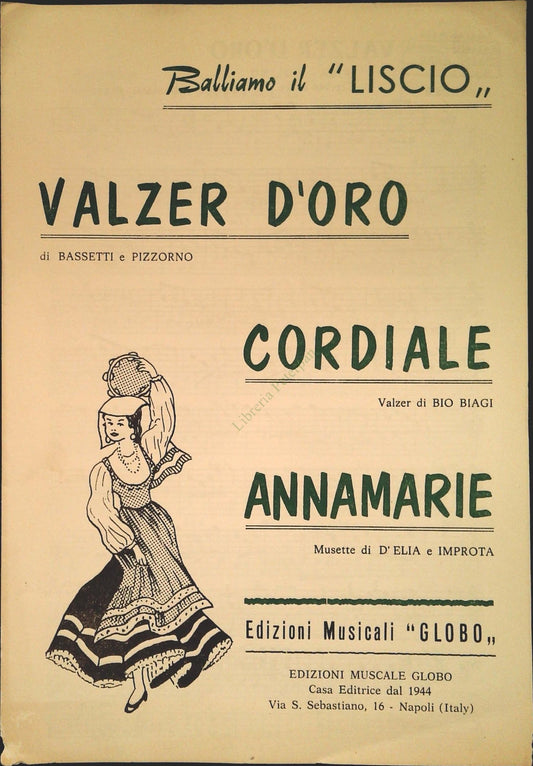 Balliamo il "LISCIO„
VALZER D'ORO
di BASSETTI e PIZZORNO
CORDIALE
Valzer di BIO BIAGI
ANNAMARIE
Musette di D'ELIA e IMPROTA
Edizioni Musicali "GLOBO„
EDIZIONI MUSCALE GLOBO
Casa Editrice dal 1944
Via S. Sebastiano, 16 - Napoli (Italy)
Libreria